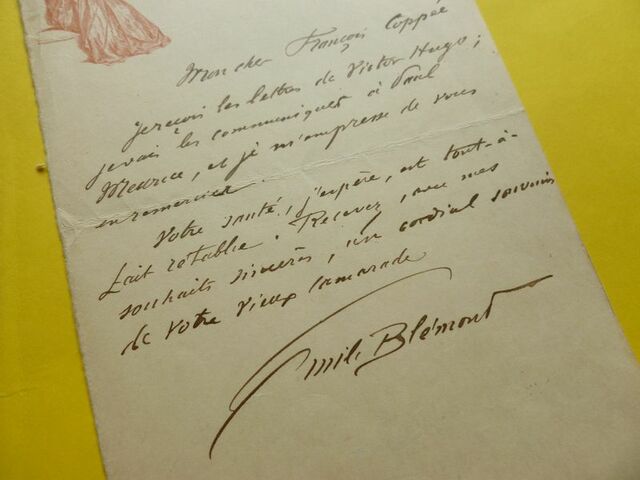 Mon cher François Coppée
Je reçois les lettres de Victor Hugo ;
je vais les communiquer à Paul
Meurice, et je m'empresse de vous
en remercier.
Votre santé, j'espère, est tout-à-
fait rétablie. Recevez, avec mes
souhaits sincères, un cordial souvenir
de votre vieux camarade
Emile Blémont